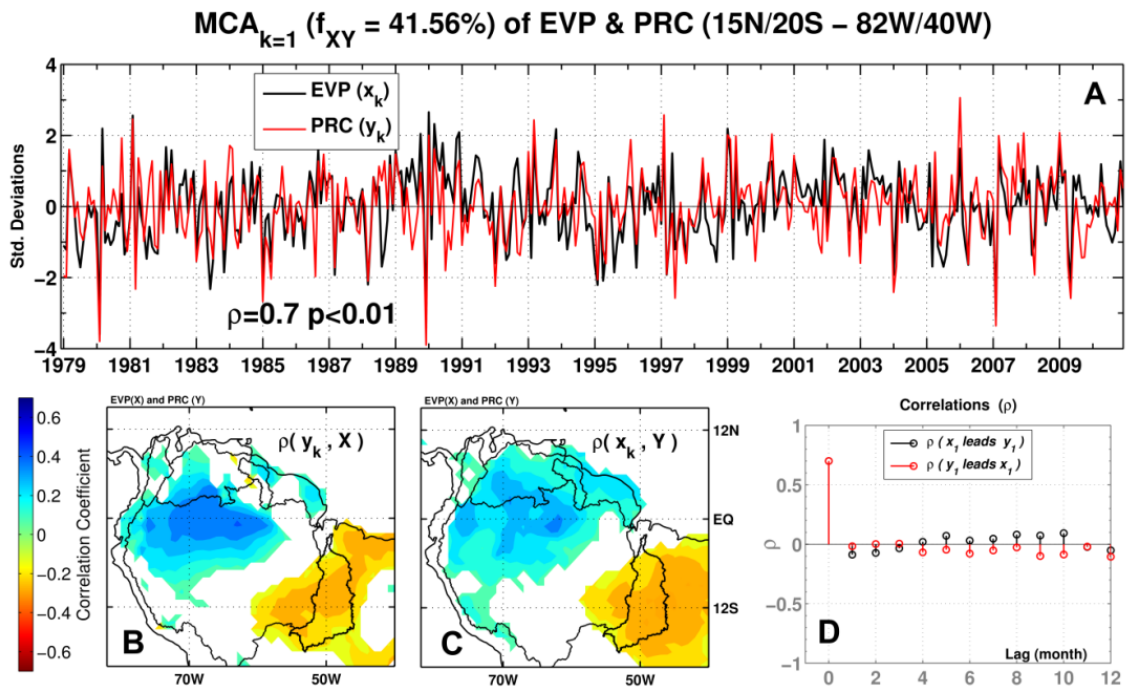 MCA_{k=1} (f_{XY} = 41.56%) of EVP & PRC (15N/20S – 82W/40W)
Std. Deviations
4
2
0
−2
−4
EVP (x_k)
PRC (y_k)
A
ρ=0.7 p<0.01
1979 1981 1983 1985 1987 1989 1991 1993 1995 1997 1999 2001 2003 2005 2007 2009
Correlation Coefficient
0.6
0.4
0.2
0
−0.2
−0.4
−0.6
EVP(X) and PRC (Y)
ρ( y_k , X )
B
70W 50W
EVP(X) and PRC (Y)
ρ( x_k , Y )
12N
EQ
12S
C
70W 50W
Correlations (ρ)
ρ ( x_1 leads y_1 )
ρ ( y_1 leads x_1 )
ρ
1
0.5
0
−0.5
−1
D
Lag (month)
0 2 4 6 8 10 12